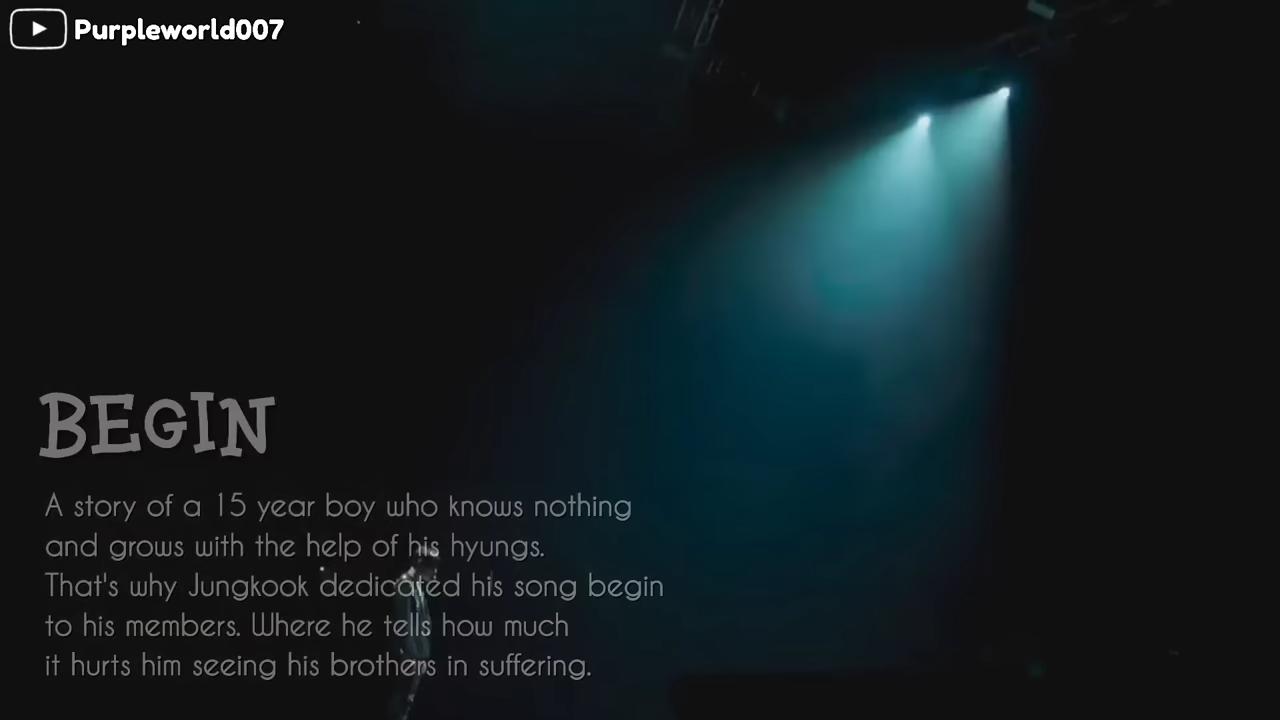 Purpleworld007
BEGIN
A story of a 15 year boy who knows nothing
and grows with the help of his hyungs.
That's why Jungkook dedicated his song begin
to his members. Where he tells how much
it hurts him seeing his brothers in suffering.